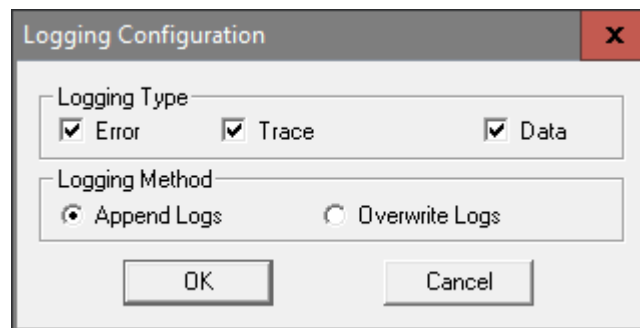 Logging Configuration
x
Logging Type
Error Trace Data
Logging Method
Append Logs Overwrite Logs
OK Cancel